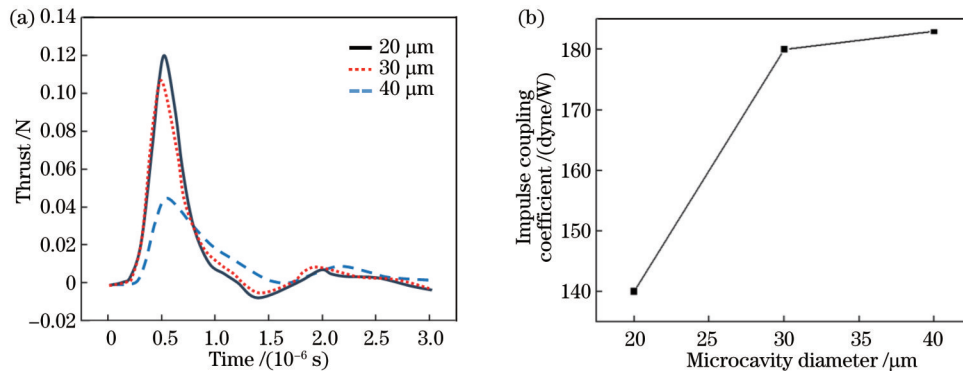 (a)
0.14
0.12
0.10
0.08
0.06
0.04
0.02
0
−0.02
Thrust /N
20 μm
30 μm
40 μm
0
0.5
1.0
1.5
2.0
2.5
3.0
Time /(10⁻⁶ s)
(b)
180
170
160
150
140
Impulse coupling
coefficient /(dyne/W)
20
25
30
35
40
Microcavity diameter /μm